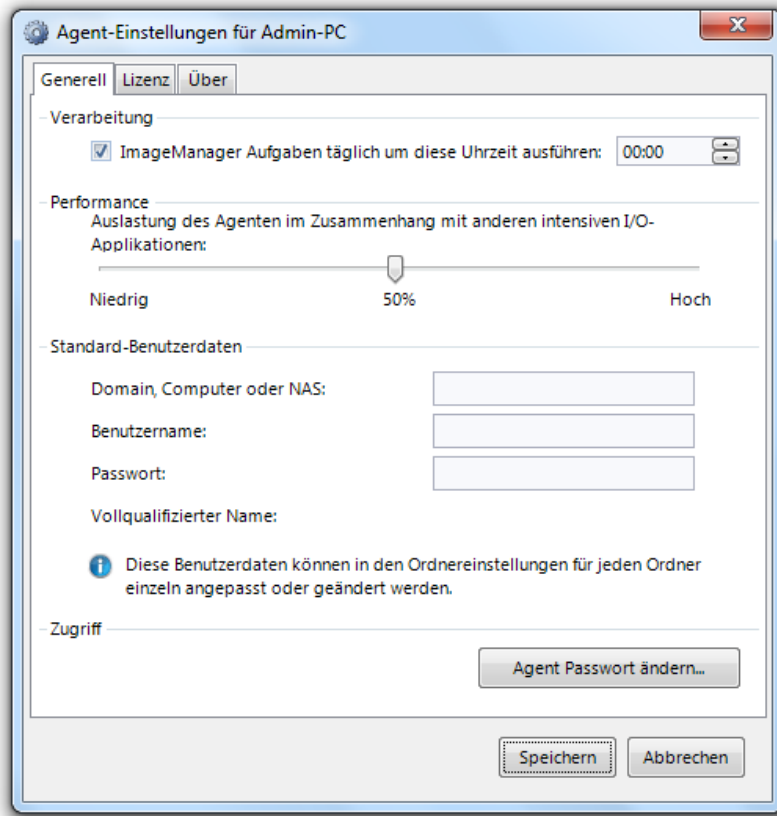 Agent-Einstellungen für Admin-PC
Generell Lizenz Über
Verarbeitung
ImageManager Aufgaben täglich um diese Uhrzeit ausführen: 00:00
Performance
Auslastung des Agenten im Zusammenhang mit anderen intensiven I/O-
Applikationen:
Niedrig 50% Hoch
Standard-Benutzerdaten
Domain, Computer oder NAS:
Benutzername:
Passwort:
Vollqualifizierter Name:
Diese Benutzerdaten können in den Ordnereinstellungen für jeden Ordner
einzeln angepasst oder geändert werden.
Zugriff
Agent Passwort ändern...
Speichern Abbrechen